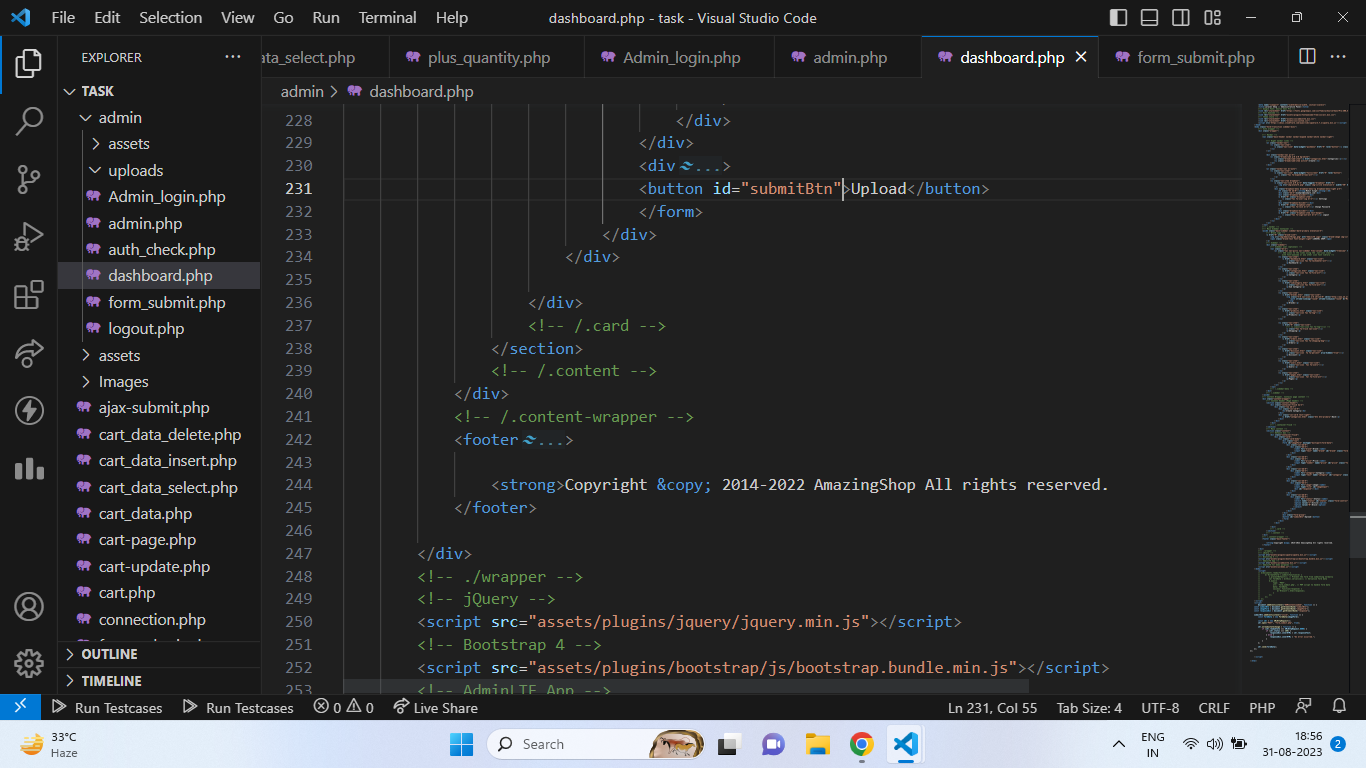 File Edit Selection View Go Run Terminal Help dashboard.php - task - Visual Studio Code
EXPLORER ...
ata_select.php plus_quantity.php Admin_login.php admin.php dashboard.php form_submit.php ...
TASK
admin
assets
uploads
Admin_login.php
admin.php
auth_check.php
dashboard.php
form_submit.php
logout.php
assets
Images
ajax-submit.php
cart_data_delete.php
cart_data_insert.php
cart_data_select.php
cart_data.php
cart-page.php
cart-update.php
cart.php
connection.php
OUTLINE
TIMELINE
admin > dashboard.php
228 </div>
229 </div>
230 <div ...>
231 <button id="submitBtn">Upload</button>
232 </form>
233 </div>
234 </div>
235
236 </div>
237 <!-- /.card -->
238 </section>
239 <!-- /.content -->
240 </div>
241 <!-- /.content-wrapper -->
242 <footer ...>
243
244 <strong>Copyright &copy; 2014-2022 AmazingShop All rights reserved.
245 </footer>
246
247 </div>
248 <!-- ./wrapper -->
249 <!-- jQuery -->
250 <script src="assets/plugins/jquery/jquery.min.js"></script>
251 <!-- Bootstrap 4 -->
252 <script src="assets/plugins/bootstrap/js/bootstrap.bundle.min.js"></script>
253 <!-- AdminLTE App -->
Run Testcases Run Testcases 0 0 Live Share Ln 231, Col 55 Tab Size: 4 UTF-8 CRLF PHP
33°C
Haze
Search
ENG
IN
18:56
31-08-2023
2